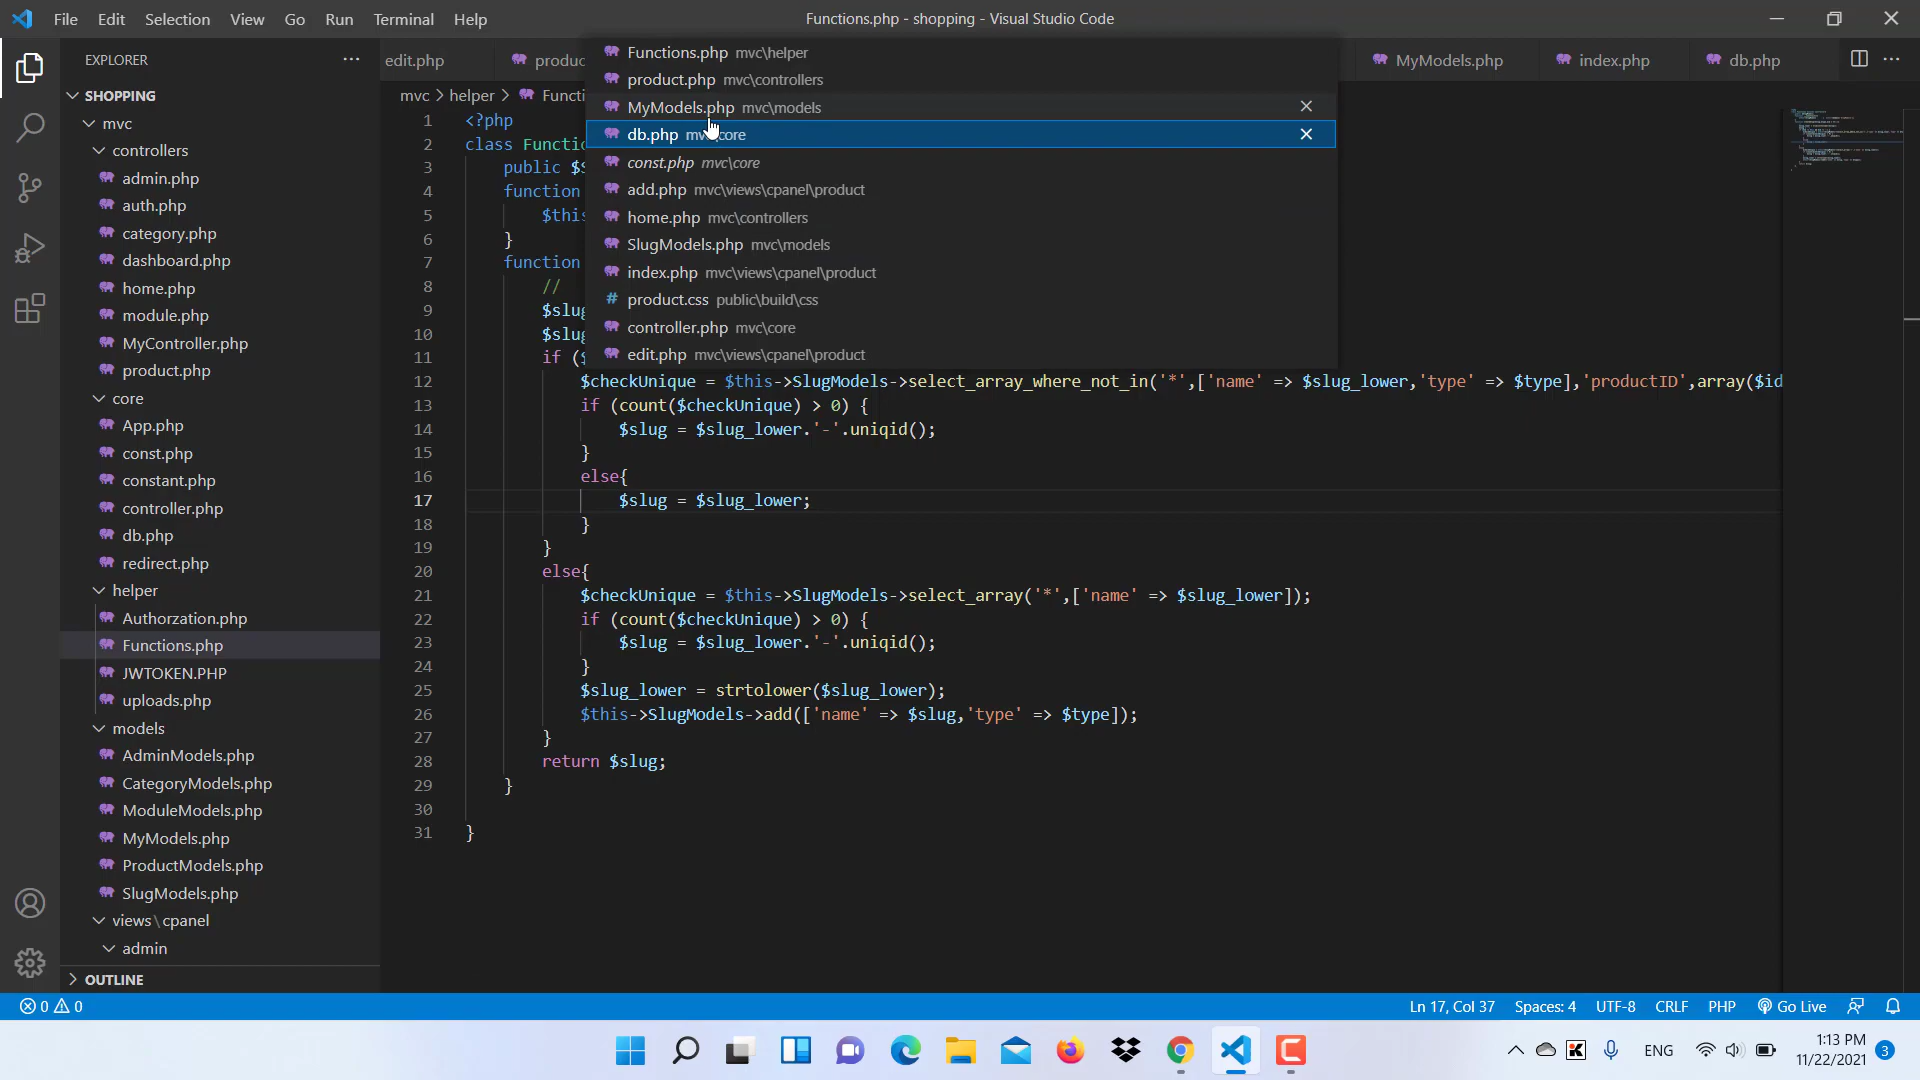 File Edit Selection View Go Run Terminal Help
Functions.php - shopping - Visual Studio Code
EXPLORER
SHOPPING
mvc
controllers
admin.php
auth.php
category.php
dashboard.php
home.php
module.php
MyController.php
product.php
core
App.php
const.php
constant.php
controller.php
db.php
redirect.php
helper
Authorzation.php
Functions.php
JWTOKEN.PHP
uploads.php
models
AdminModels.php
CategoryModels.php
ModuleModels.php
MyModels.php
ProductModels.php
SlugModels.php
views\cpanel
admin
OUTLINE
edit.php
MyModels.php
index.php
db.php
mvc > helper >
Functions.php mvc\helper
product.php mvc\controllers
MyModels.php mvc\models
db.php
const.php mvc\core
add.php mvc\views\cpanel\product
home.php mvc\controllers
SlugModels.php mvc\models
index.php mvc\views\cpanel\product
# product.css public\build\css
controller.php mvc\core
edit.php mvc\views\cpanel\product
1 <?php
2 class
3 public
4 function
5
6 }
7 function
8 //
9
10
11 if
12 $checkUnique = $this->SlugModels->select_array_where_not_in('*',['name' => $slug_lower,'type' => $type],'productID',array($id
13 if (count($checkUnique) > 0) {
14 $slug = $slug_lower.'-'.uniqid();
15 }
16 else{
17 $slug = $slug_lower;
18 }
19 }
20 else{
21 $checkUnique = $this->SlugModels->select_array('*',['name' => $slug_lower]);
22 if (count($checkUnique) > 0) {
23 $slug = $slug_lower.'-'.uniqid();
24 }
25 $slug_lower = strtolower($slug_lower);
26 $this->SlugModels->add(['name' => $slug,'type' => $type]);
27 }
28 return $slug;
29 }
30
31 }
0 0
Ln 17, Col 37 Spaces: 4 UTF-8 CRLF PHP Go Live
ENG
1:13 PM
11/22/2021
3